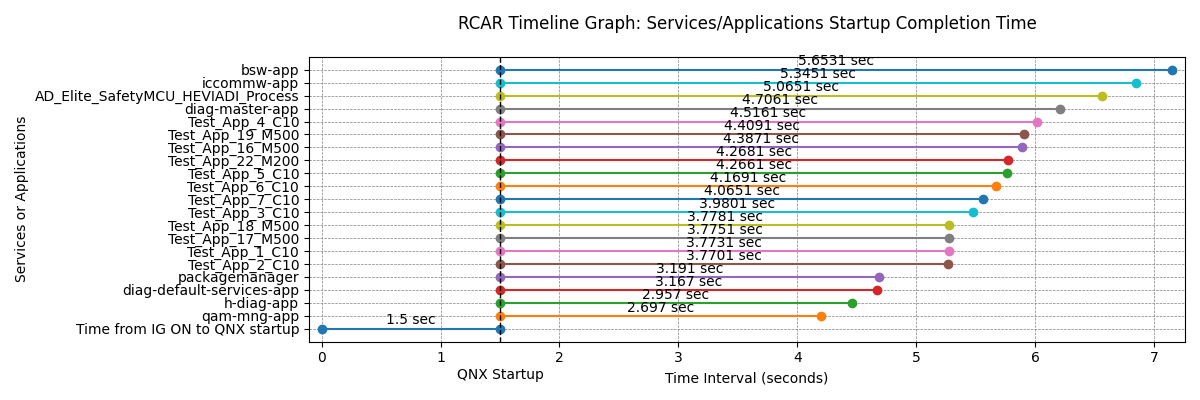 RCAR Timeline Graph: Services/Applications Startup Completion Time
Services or Applications
bsw-app
5.6531 sec
iccommw-app
5.3451 sec
AD_Elite_SafetyMCU_HEVIADI_Process
5.0651 sec
diag-master-app
4.7061 sec
Test_App_4_C10
4.5161 sec
Test_App_19_M500
4.4091 sec
Test_App_16_M500
4.3871 sec
Test_App_22_M200
4.2681 sec
Test_App_5_C10
4.2661 sec
Test_App_6_C10
4.1691 sec
Test_App_7_C10
4.0651 sec
Test_App_3_C10
3.9801 sec
Test_App_18_M500
3.7781 sec
Test_App_17_M500
3.7751 sec
Test_App_1_C10
3.7731 sec
Test_App_2_C10
3.7701 sec
packagemanager
3.191 sec
diag-default-services-app
3.167 sec
h-diag-app
2.957 sec
qam-mng-app
2.697 sec
Time from IG ON to QNX startup
1.5 sec
0 1 2 3 4 5 6 7
QNX Startup
Time Interval (seconds)